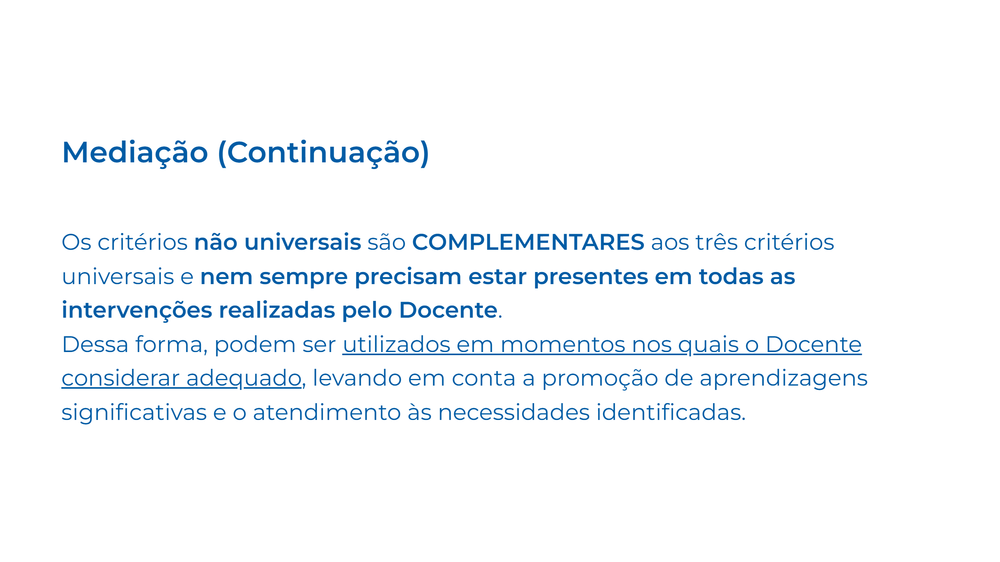 Mediação (Continuação)
Os critérios não universais são COMPLEMENTARES aos três critérios
universais e nem sempre precisam estar presentes em todas as
intervenções realizadas pelo Docente.
Dessa forma, podem ser utilizados em momentos nos quais o Docente
considerar adequado, levando em conta a promoção de aprendizagens
significativas e o atendimento às necessidades identificadas.